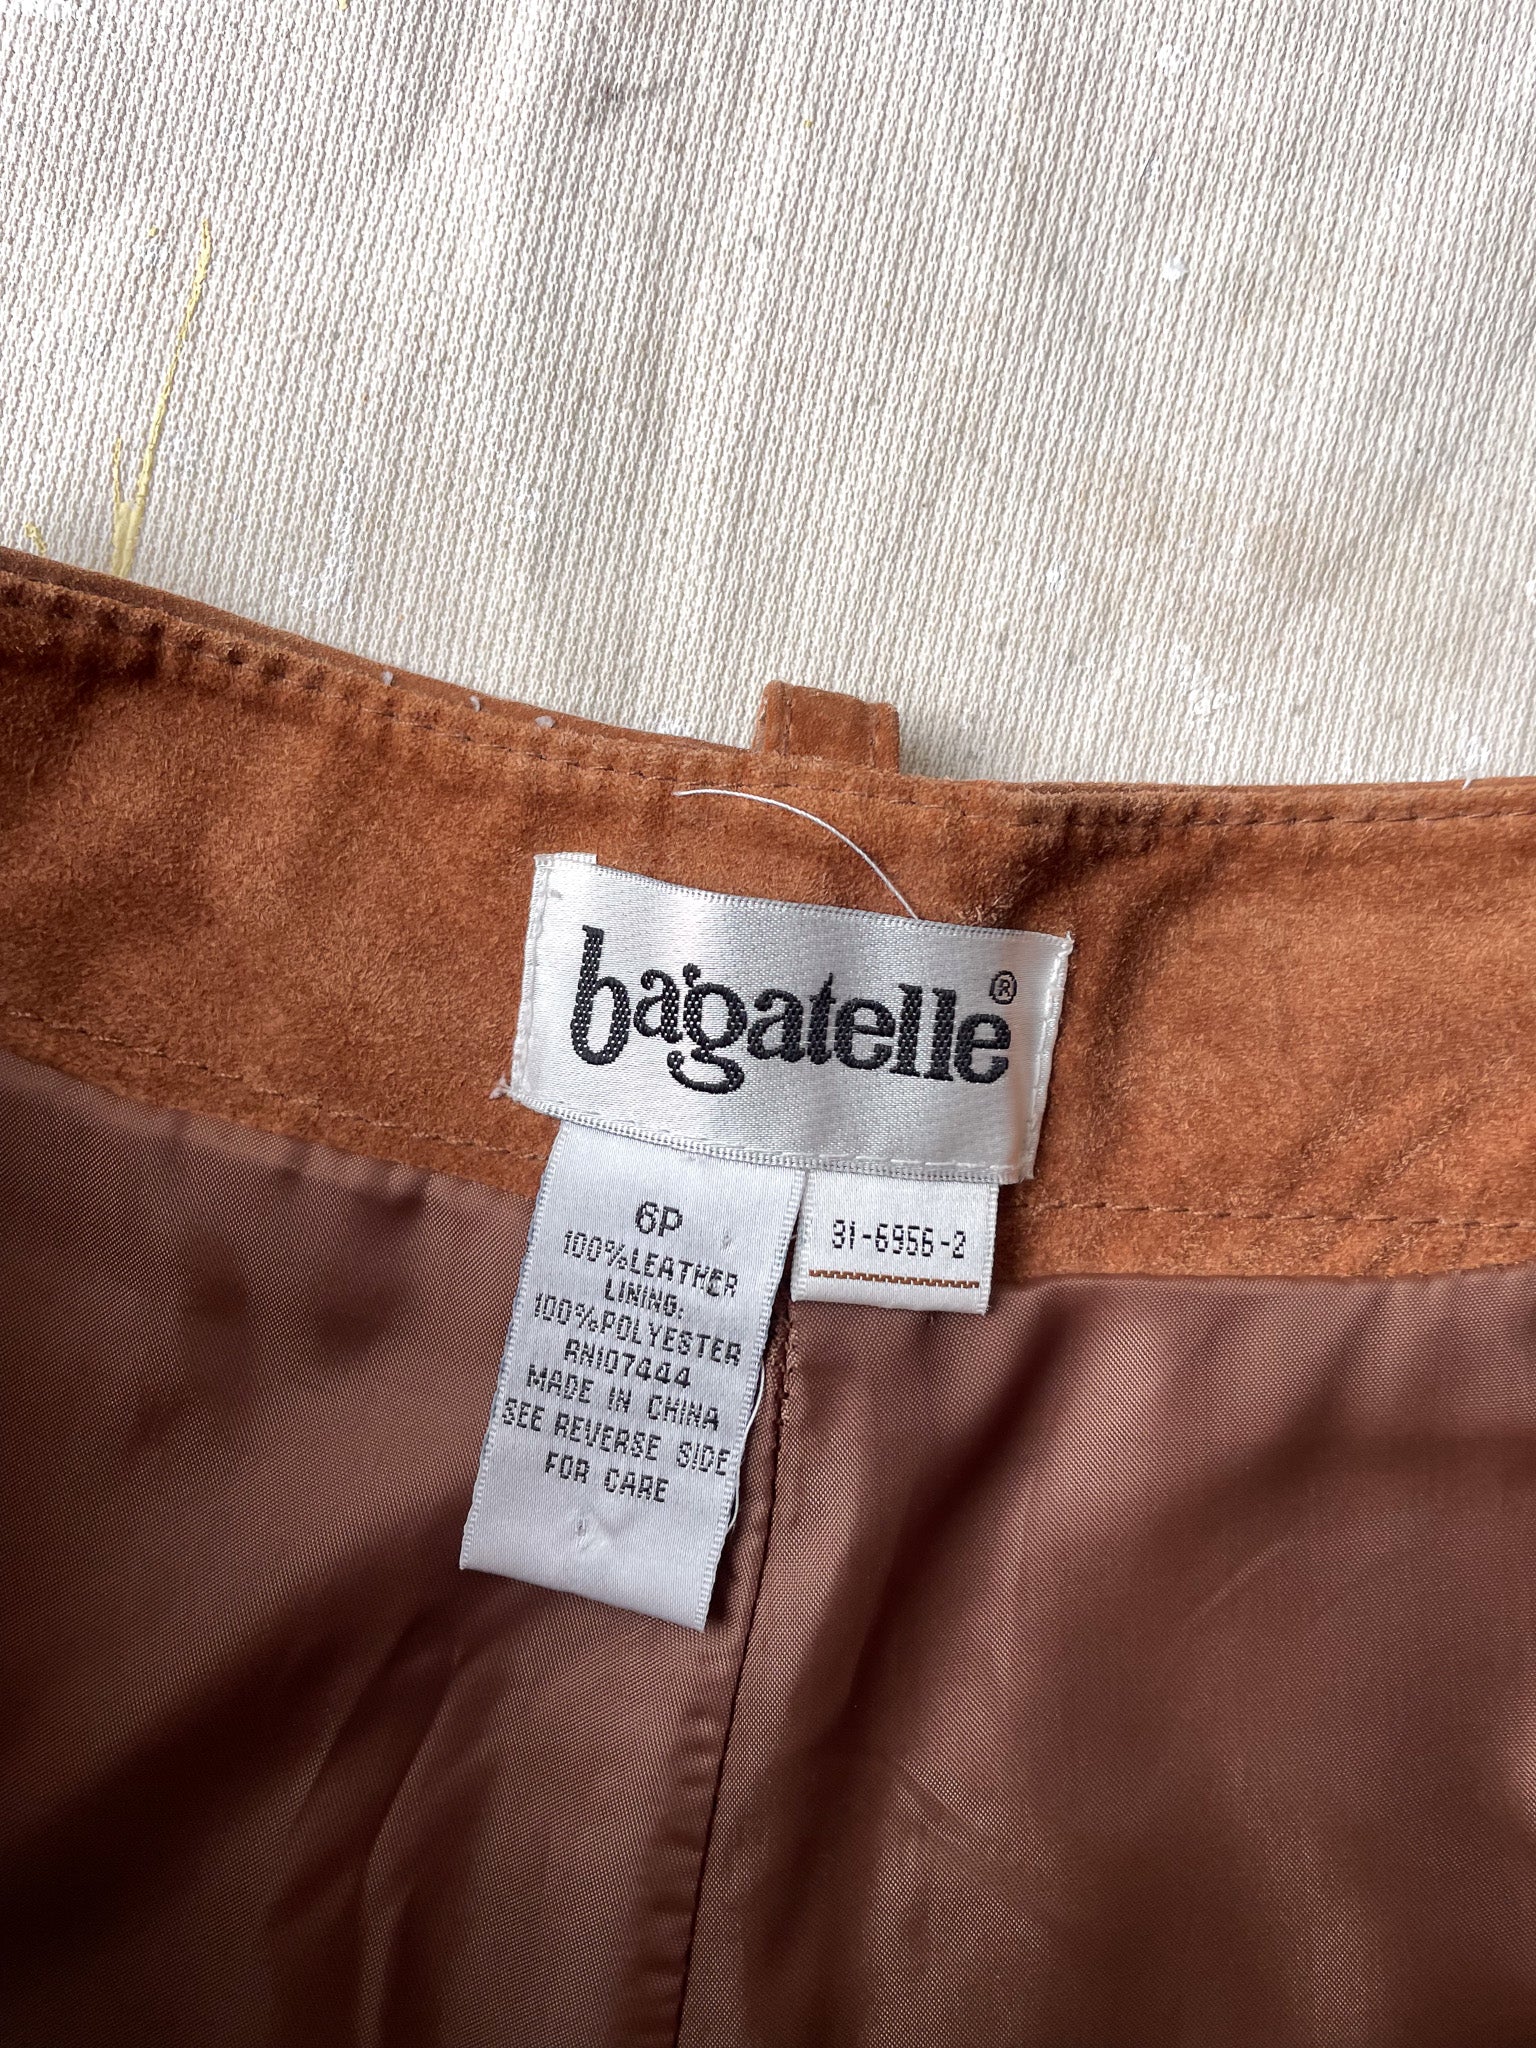 bagatelle®
6P
100%LEATHER
LINING:
100%POLYESTER
RN107444
MADE IN CHINA
SEE REVERSE SIDE
FOR CARE
31-6956-2